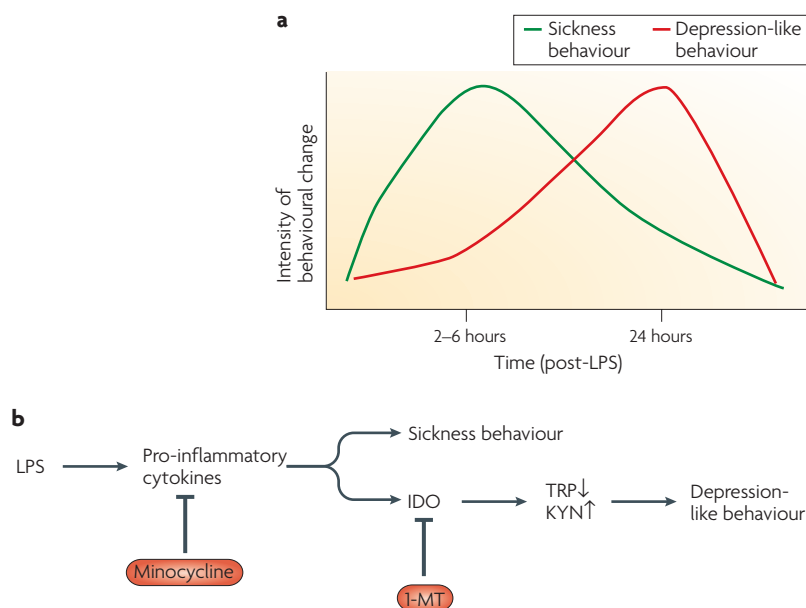 a
Sickness behaviour
Depression-like behaviour
Intensity of behavioural change
2–6 hours
24 hours
Time (post-LPS)
b
LPS
Pro-inflammatory cytokines
Sickness behaviour
IDO
TRP↓
KYN↑
Depression-like behaviour
Minocycline
1-MT